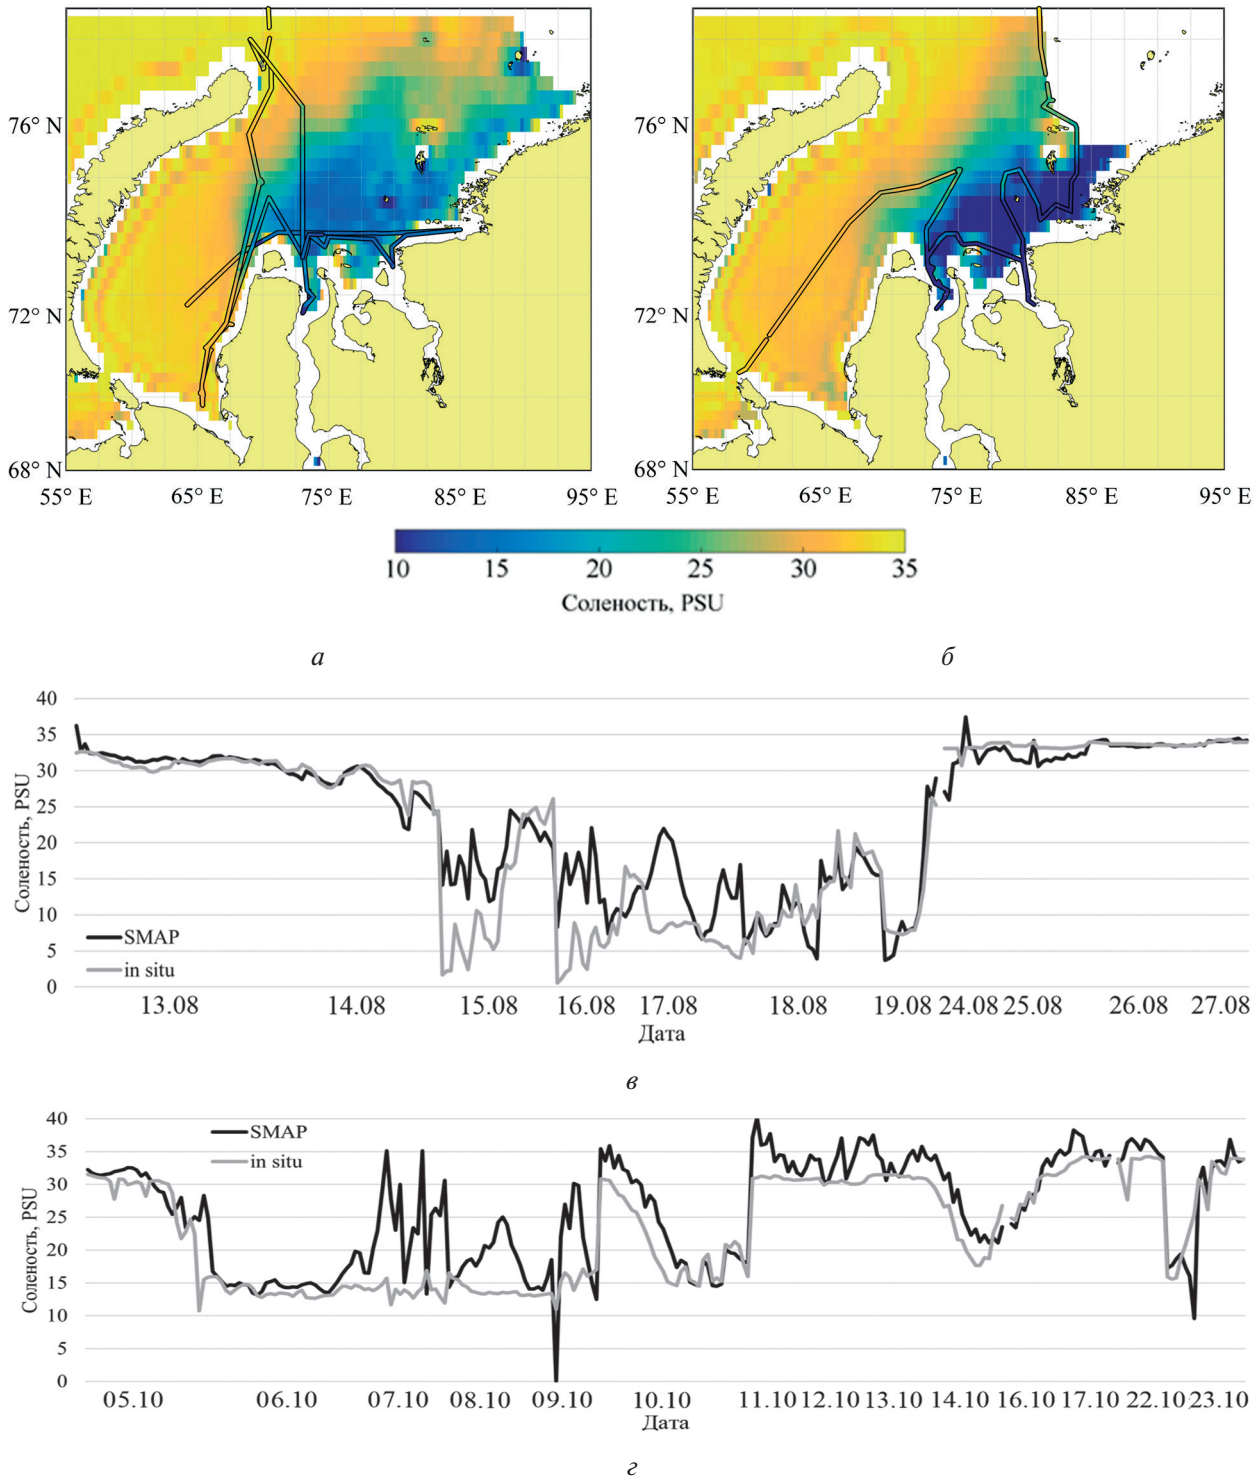 76° N
72° N
68° N
55° E 65° E 75° E 85° E 95° E
76° N
72° N
68° N
55° E 65° E 75° E 85° E 95° E
10 15 20 25 30 35
Соленость, PSU
а
б
40
35
30
25
20
15
10
5
0
Соленость, PSU
SMAP
in situ
13.08 14.08 15.08 16.08 17.08 18.08 19.08 24.08 25.08 26.08 27.08
Дата
в
40
35
30
25
20
15
10
5
0
Соленость, PSU
SMAP
in situ
05.10 06.10 07.10 08.10 09.10 10.10 11.10 12.10 13.10 14.10 16.10 17.10 22.10 23.10
Дата
г